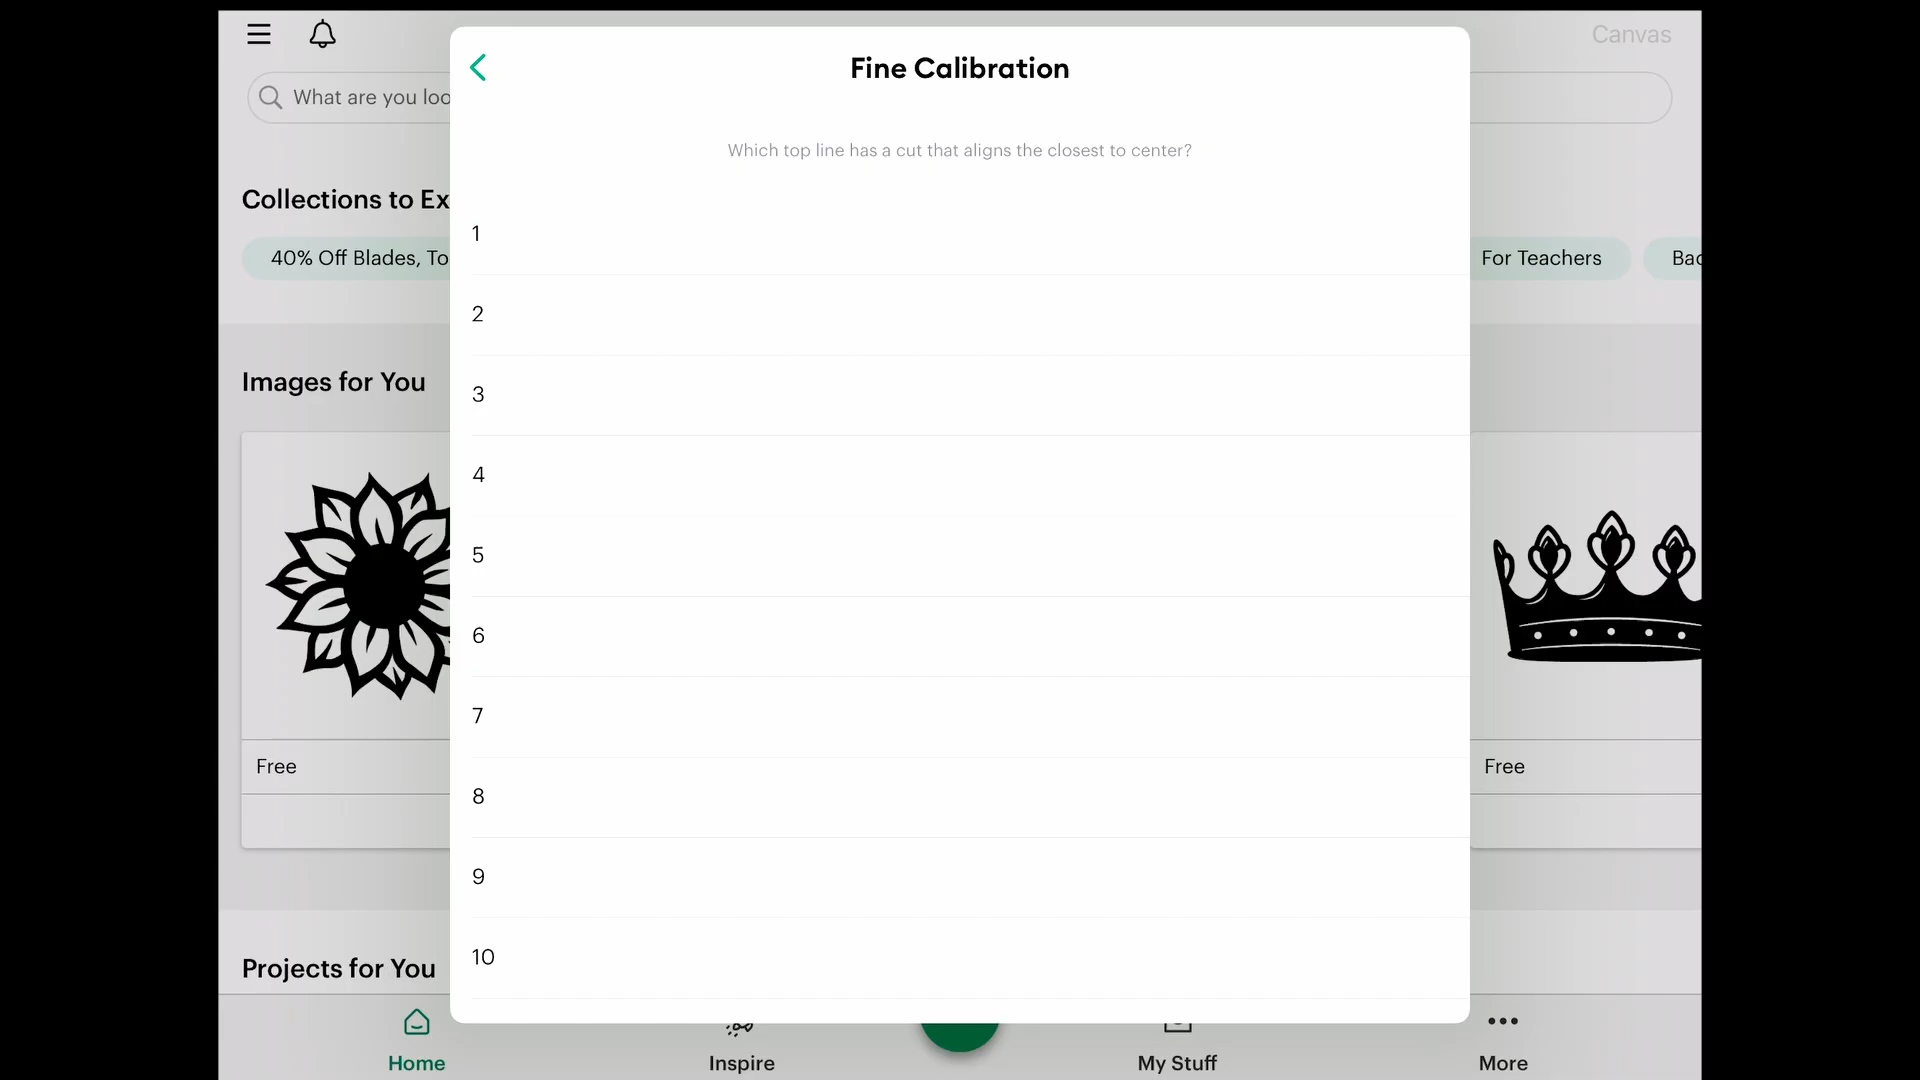 Canvas
Fine Calibration
What are you loo
Which top line has a cut that aligns the closest to center?
Collections to Ex
40% Off Blades, To
For Teachers
Bac
1
2
3
4
5
6
7
8
9
10
Images for You
Free
Free
Projects for You
Home
Inspire
My Stuff
More